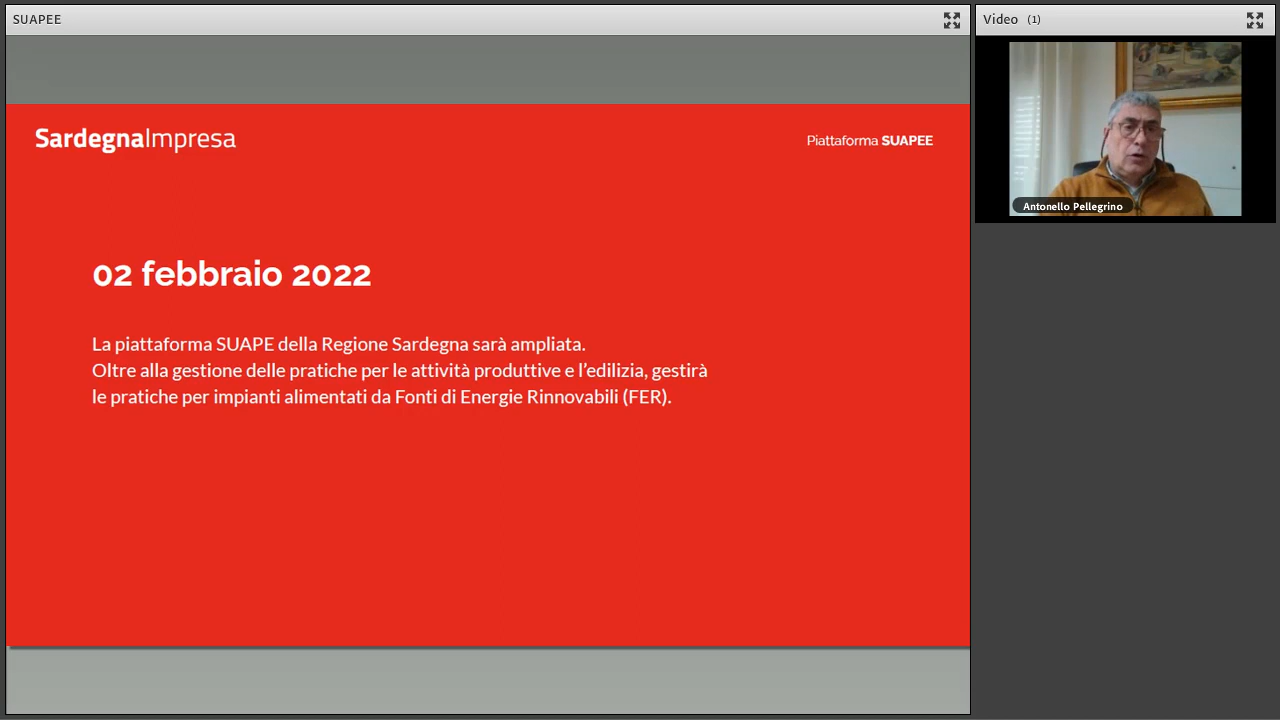 SUAPEE
Video (1)
SardegnaImpresa
Piattaforma SUAPEE
02 febbraio 2022
La piattaforma SUAPE della Regione Sardegna sarà ampliata.
Oltre alla gestione delle pratiche per le attività produttive e l’edilizia, gestirà
le pratiche per impianti alimentati da Fonti di Energie Rinnovabili (FER).
Antonello Pellegrino